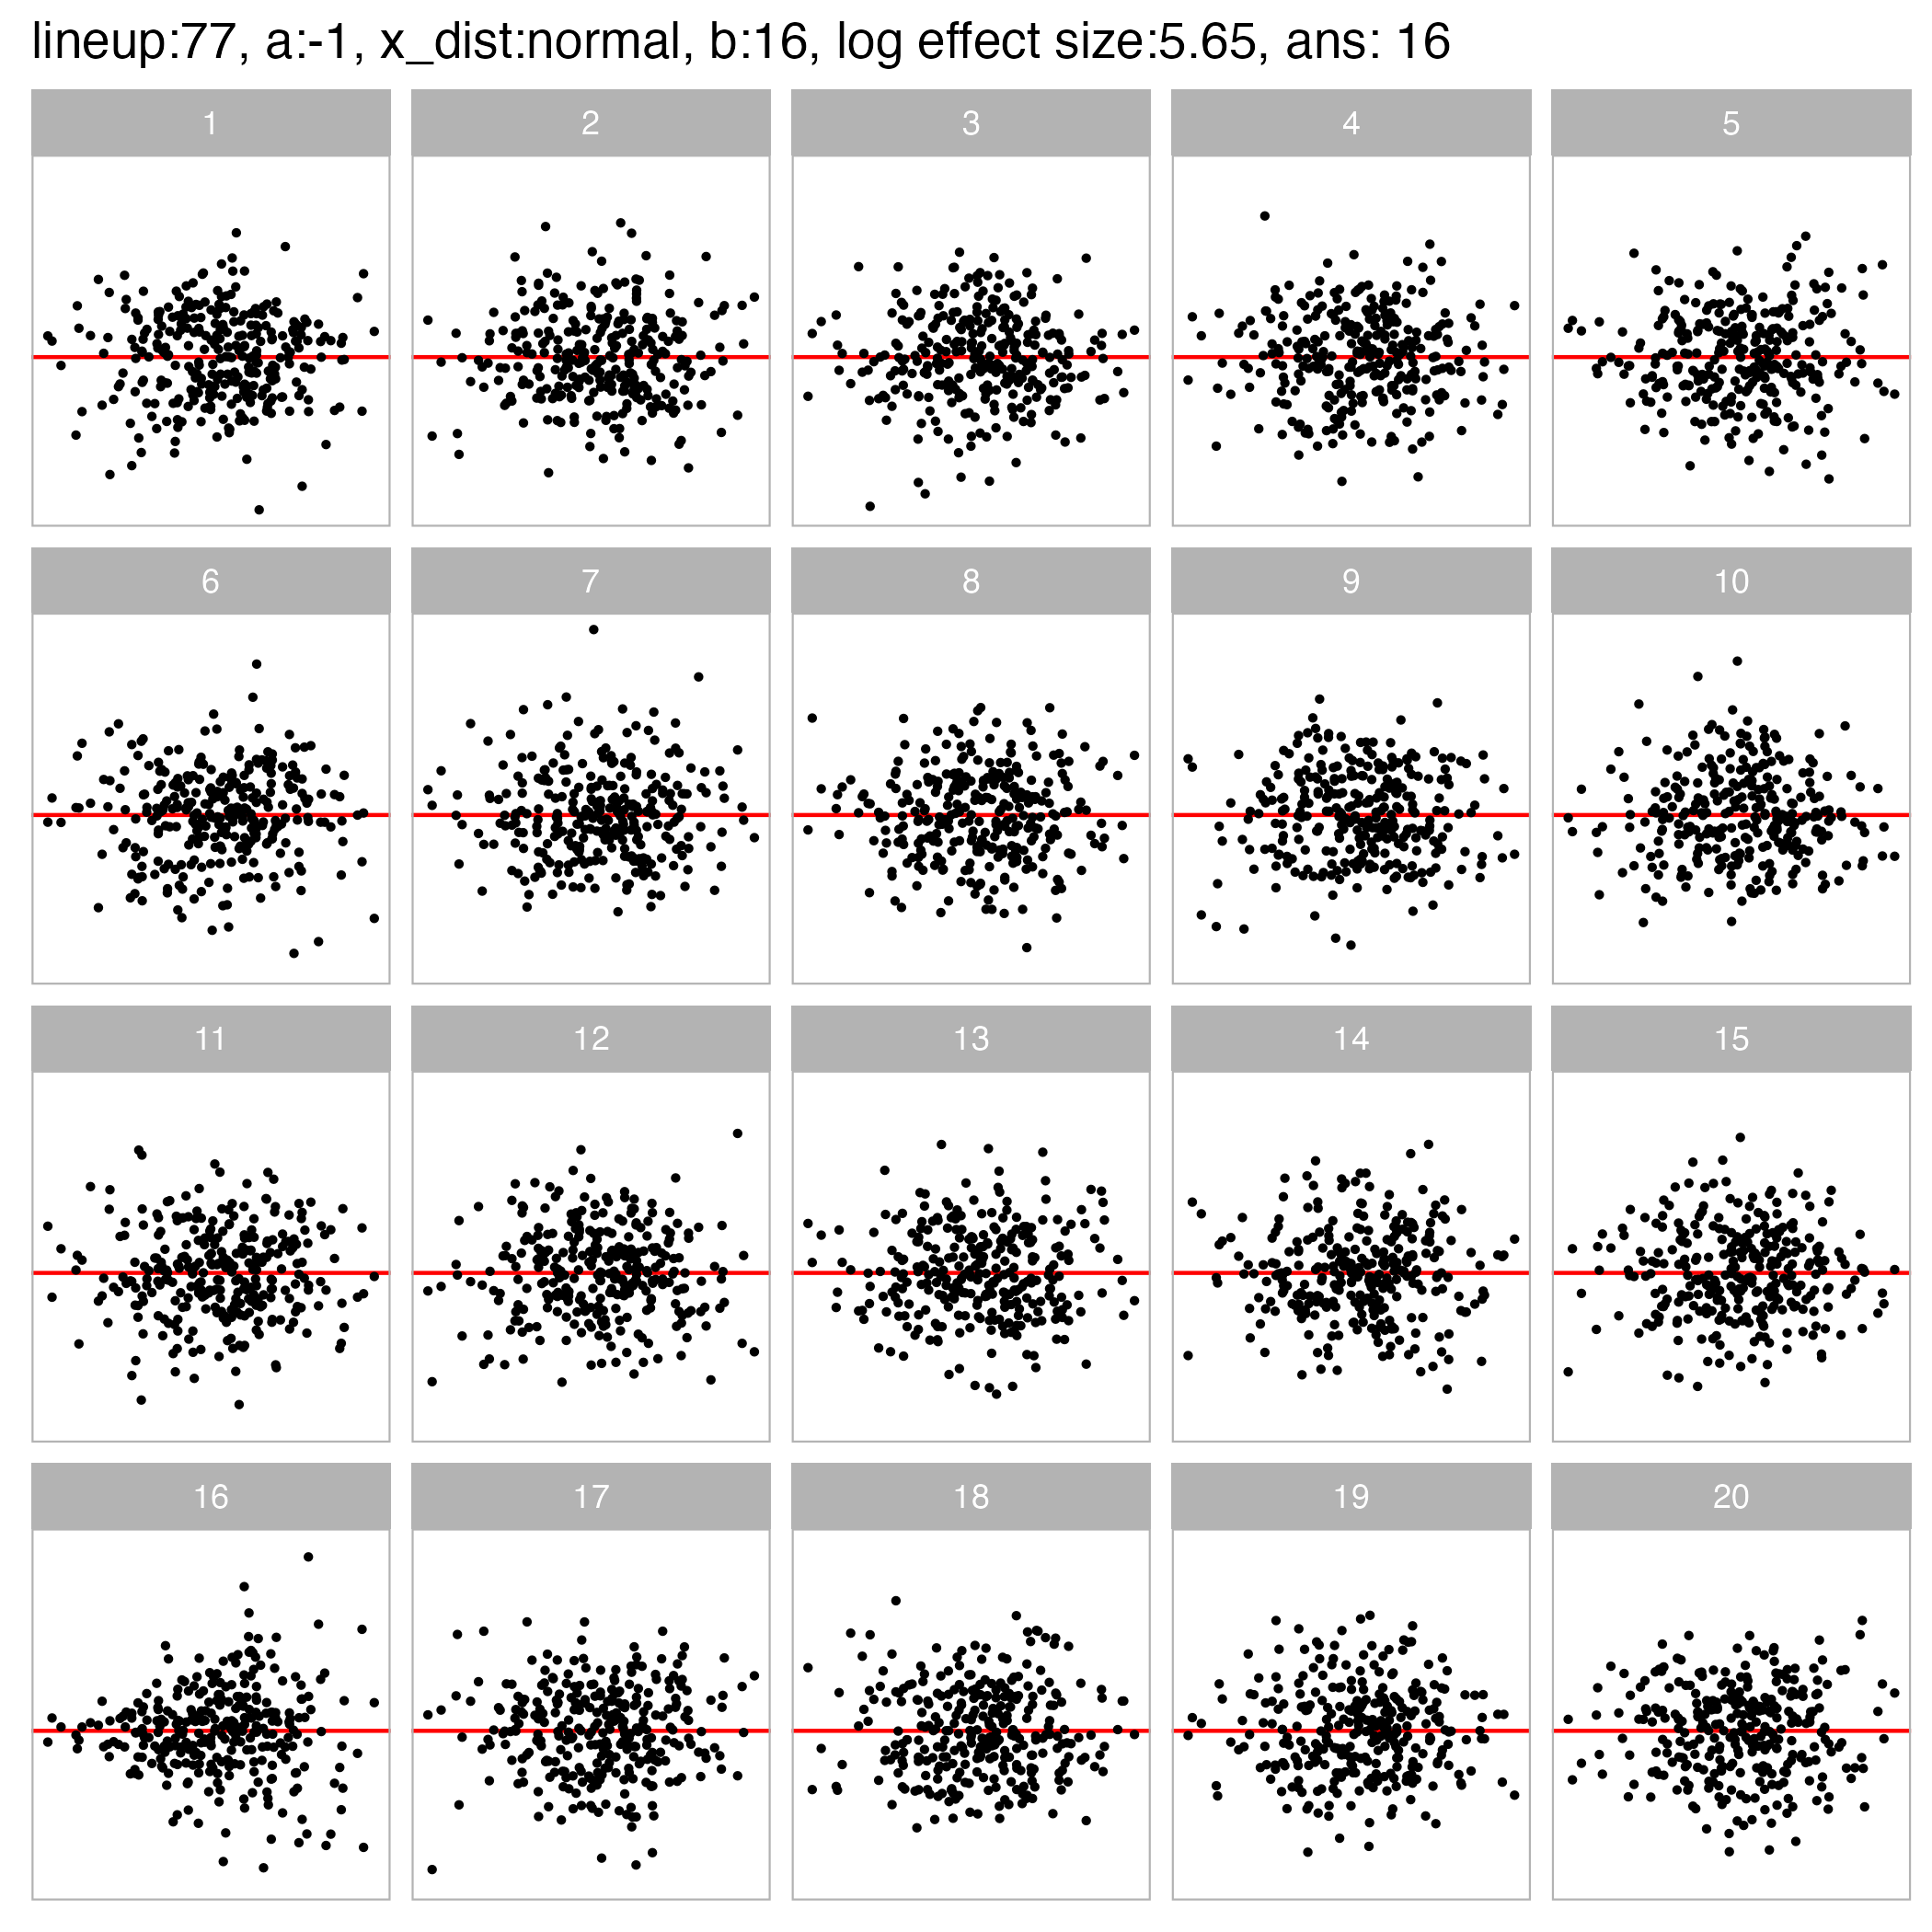 lineup:77, a:-1, x_dist:normal, b:16, log effect size:5.65, ans: 16
1 2 3 4 5
6 7 8 9 10
11 12 13 14 15
16 17 18 19 20